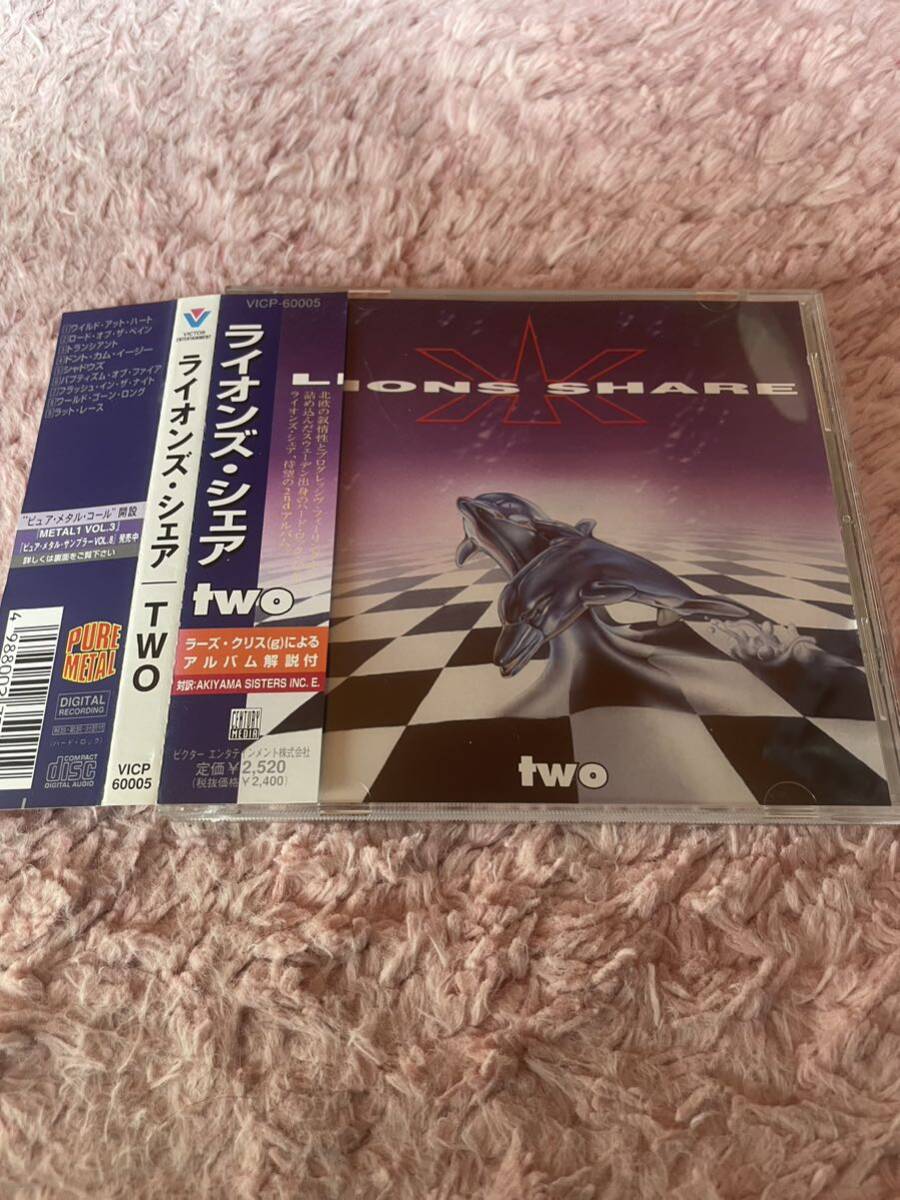 ①ワイルド・アット・ハート
②ロード・オブ・ザ・ペイン
③トランシアント
④ドント・カム・イージー
⑤シャドウズ
⑥バプティズム・オブ・ファイア
⑦フラッシュ・イン・ザ・ナイト
⑧ワールド・ゴーン・ロング
⑨ラット・レース
"ピュア・メタル・コール"開設
『METAL1 VOL.3』
『ピュア・メタル・サンプラーVOL.8』発売中
詳しくは裏面をご覧下さい
4 988002
PURE METAL
DIGITAL
RECORDING
(ハード・ロック)
COMPACT
disc
DIGITAL AUDIO
VICTOR
ENTERTAINMENT
ライオンズ・シェア
TWO
VICP
60005
VICP-60005
ライオンズ・シェア
two
北欧の叙情性とプログレッシヴ・フィーリング
詰め込んだスウェーデン出身のハード・ロック
ライオンズ・シェア、待望の2ndアルバム
ラーズ・クリス(g)による
アルバム解説付
対訳:AKIYAMA SISTERS INC. E.
CENTURY
MEDIA
ビクター エンタテインメント株式会社
定価¥2,520
(税抜価格¥2,400)
LIONS SHARE
two